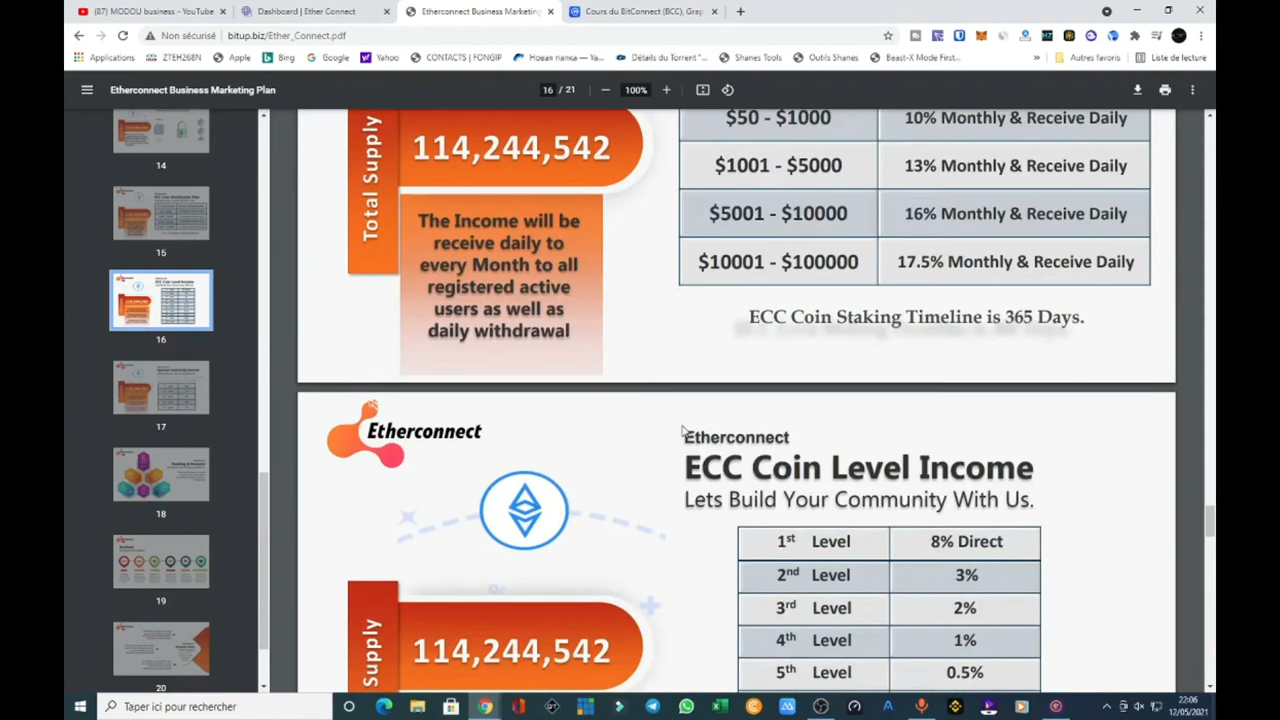 (87) MODOU business - YouTube
Dashboard | Ether Connect
Etherconnect Business Marketing
Cours du BitConnect (BCC), Grap
Non sécurisé
bitup.biz/Ether_Connect.pdf
Applications
ZTEH268N
Apple
Bing
Google
Yahoo
CONTACTS | FONGIP
Новая папка — Ya...
Détails du Torrent "...
Shanes Tools
Outils Shanes
Beast-X Mode First...
Autres favoris
Liste de lecture
Etherconnect Business Marketing Plan
16 / 21
100%
14
15
16
17
18
19
20
Total Supply
114,244,542
The Income will be
receive daily to
every Month to all
registered active
users as well as
daily withdrawal
$50 - $1000 10% Monthly & Receive Daily
$1001 - $5000 13% Monthly & Receive Daily
$5001 - $10000 16% Monthly & Receive Daily
$10001 - $100000 17.5% Monthly & Receive Daily
ECC Coin Staking Timeline is 365 Days.
Etherconnect
Etherconnect
ECC Coin Level Income
Lets Build Your Community With Us.
1st Level 8% Direct
2nd Level 3%
3rd Level 2%
4th Level 1%
5th Level 0.5%
Supply
114,244,542
Taper ici pour rechercher
22:06
12/05/2021